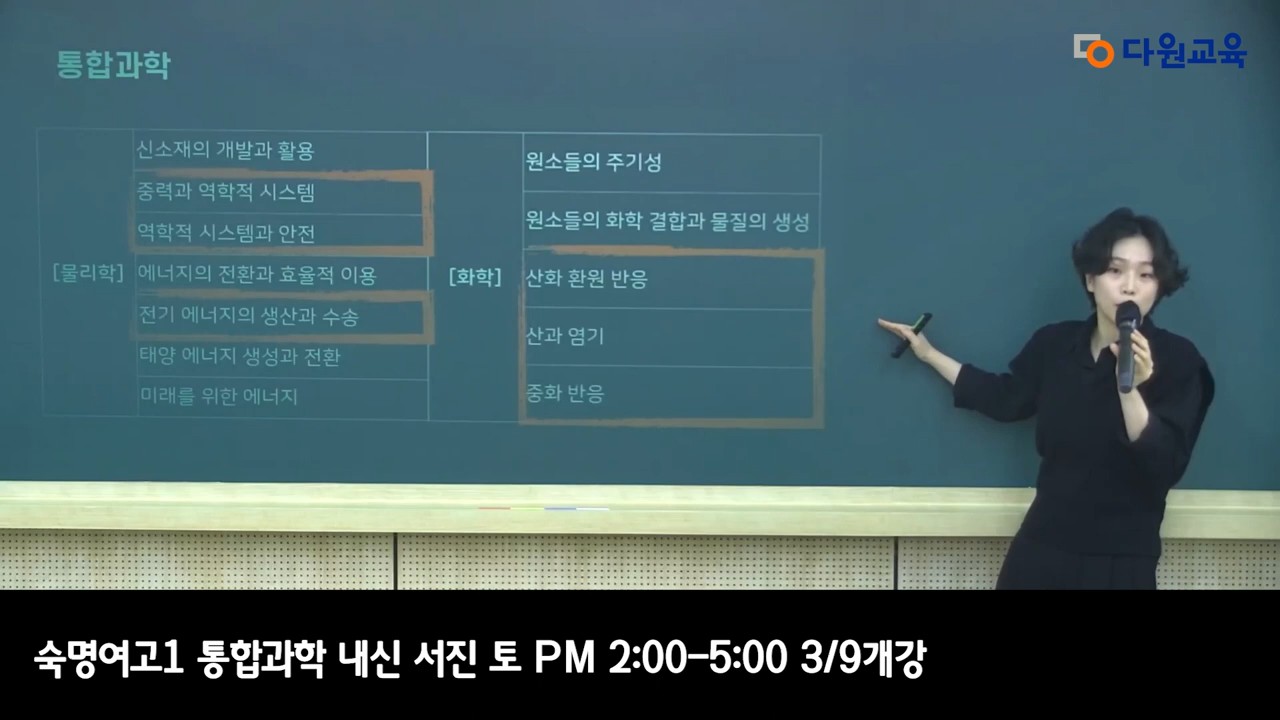 통합과학
다원교육
[물리학]
신소재의 개발과 활용
중력과 역학적 시스템
역학적 시스템과 안전
에너지의 전환과 효율적 이용
전기 에너지의 생산과 수송
태양 에너지 생성과 전환
미래를 위한 에너지
[화학]
원소들의 주기성
원소들의 화학 결합과 물질의 생성
산화 환원 반응
산과 염기
중화 반응
숙명여고1 통합과학 내신 서진 토 PM 2:00-5:00 3/9개강